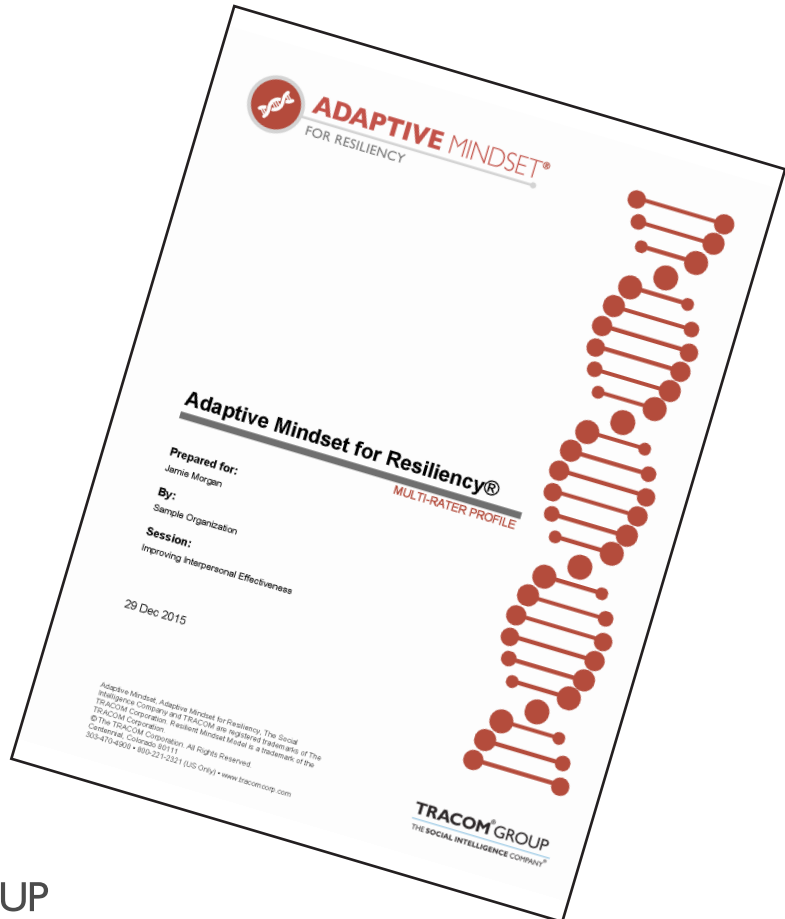 ADAPTIVE MINDSET®
FOR RESILIENCY
Adaptive Mindset for Resiliency®
MULTI-RATER PROFILE
Prepared for:
Jamie Morgan
By:
Sample Organization
Session:
Improving Interpersonal Effectiveness
29 Dec 2015
Adaptive Mindset, Adaptive Mindset for Resiliency, The Social
Intelligence Company and TRACOM are registered trademarks of The
TRACOM Corporation. Resilient Mindset Model is a trademark of the
TRACOM Corporation.
©The TRACOM Corporation. All Rights Reserved.
Centennial, Colorado 80111
303-470-4900 • 800-221-2321 (US Only) • www.tracomcorp.com
TRACOM® GROUP
THE SOCIAL INTELLIGENCE COMPANY®
UP